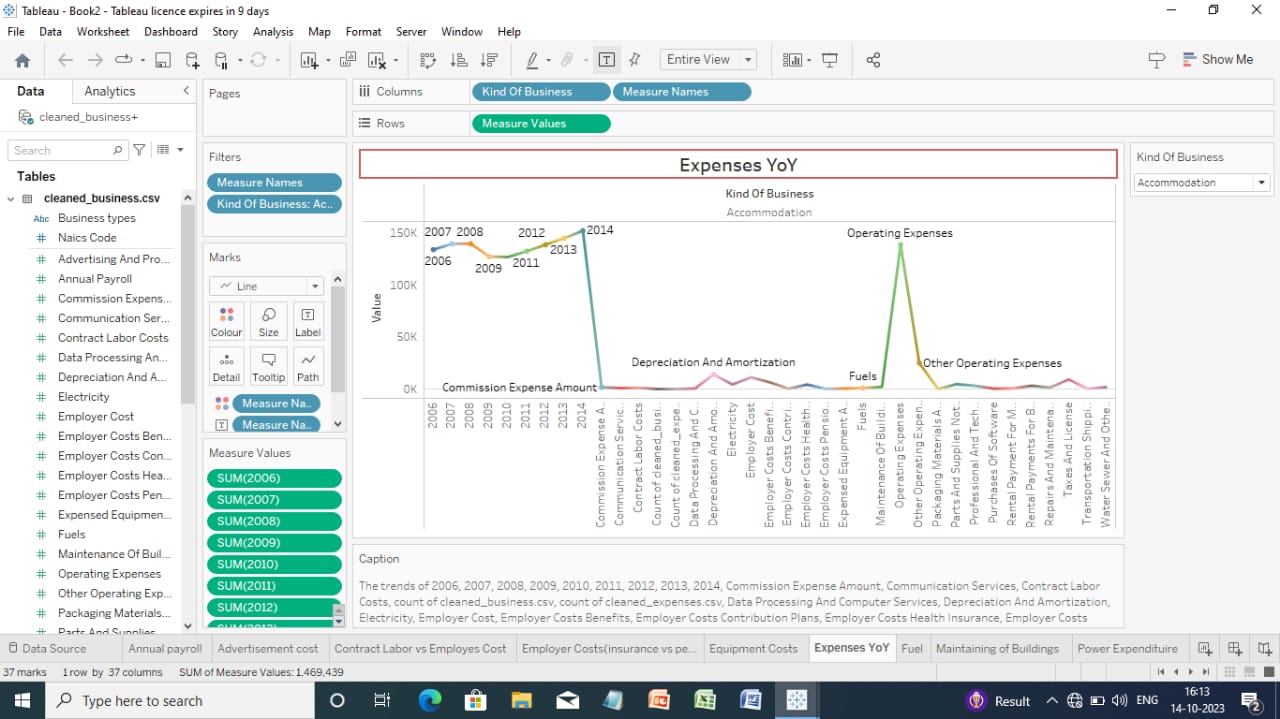 Tableau - Book2 - Tableau licence expires in 9 days
File Data Worksheet Dashboard Story Analysis Map Format Server Window Help
Entire View
Show Me
Data Analytics
cleaned_business+
Search
Tables
cleaned_business.csv
Abc Business types
# Naics Code
# Advertising And Pro...
# Annual Payroll
# Commission Expens...
# Communication Ser...
# Contract Labor Costs
# Data Processing An...
# Depreciation And A...
# Electricity
# Employer Cost
# Employer Costs Ben...
# Employer Costs Con...
# Employer Costs Hea...
# Employer Costs Pen...
# Expensed Equipmen...
# Fuels
# Maintenance Of Buil...
# Operating Expenses
# Other Operating Exp...
# Packaging Materials...
# Parts And Supplies
Pages
Filters
Measure Names
Kind Of Business: Ac..
Marks
Line
Colour Size Label
Detail Tooltip Path
Measure Na..
Measure Na..
Measure Values
SUM(2006)
SUM(2007)
SUM(2008)
SUM(2009)
SUM(2010)
SUM(2011)
SUM(2012)
SUM(2013)
Columns Kind Of Business Measure Names
Rows Measure Values
Expenses YoY
Kind Of Business
Accommodation
Value
150K
100K
50K
0K
2007 2008 2012 2014
2006 2009 2011 2013
Commission Expense Amount
Depreciation And Amortization
Fuels
Operating Expenses
Other Operating Expenses
2006
2007
2008
2009
2010
2011
2012
2013
2014
Commission Expense A..
Communication Servic..
Contract Labor Costs
Count of cleaned_busi..
Count of cleaned_expe..
Data Processing And C..
Depreciation And Amo..
Electricity
Employer Cost
Employer Costs Benefi..
Employer Costs Contri..
Employer Costs Health..
Employer Costs Pensio..
Expensed Equipment A..
Fuels
Maintenance Of Buildi..
Operating Expenses
Other Operating Expen..
Packaging Materials A..
Parts And Supplies Not..
Professional And Tech..
Purchases Of Software
Rental Payment For M..
Rental Payments For B..
Repairs And Maintena..
Taxes And License
Transportation Shippi..
Water Sewer And Othe..
Kind Of Business
Accommodation
Caption
The trends of 2006, 2007, 2008, 2009, 2010, 2011, 2012, 2013, 2014, Commission Expense Amount, Communication Services, Contract Labor
Costs, count of cleaned_business.csv, count of cleaned_expenses.csv, Data Processing And Computer Services, Depreciation And Amortization,
Electricity, Employer Cost, Employer Costs Benefits, Employer Costs Contribution Plans, Employer Costs Health Insurance, Employer Costs
Data Source Annual payroll Advertisement cost Contract Labor vs Employes Cost Employer Costs(insurance vs pe... Equipment Costs Expenses YoY Fuel Maintaining of Buildings Power Expenditure
37 marks 1 row by 37 columns SUM of Measure Values: 1,469,439
Type here to search
Result
ENG
16:13
14-10-2023
2